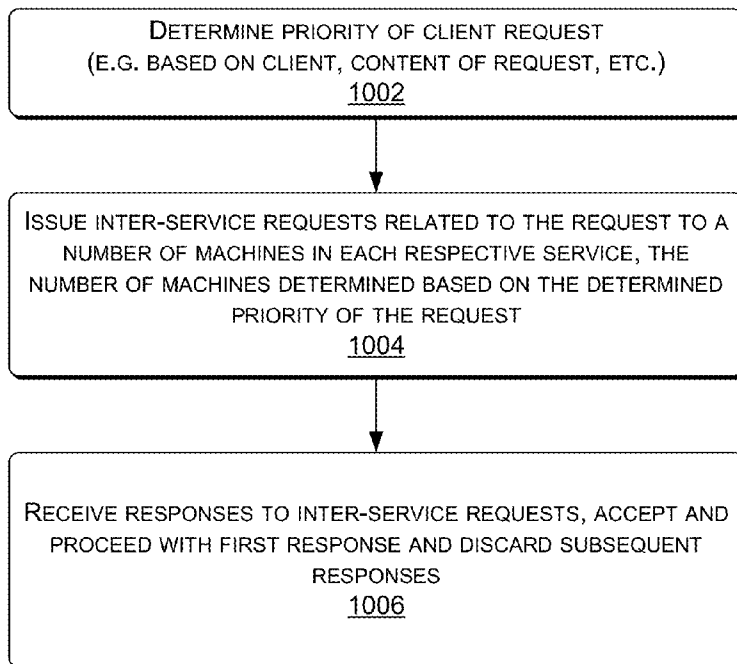 DETERMINE PRIORITY OF CLIENT REQUEST
(E.G. BASED ON CLIENT, CONTENT OF REQUEST, ETC.)
1002
ISSUE INTER-SERVICE REQUESTS RELATED TO THE REQUEST TO A
NUMBER OF MACHINES IN EACH RESPECTIVE SERVICE, THE
NUMBER OF MACHINES DETERMINED BASED ON THE DETERMINED
PRIORITY OF THE REQUEST
1004
RECEIVE RESPONSES TO INTER-SERVICE REQUESTS, ACCEPT AND
PROCEED WITH FIRST RESPONSE AND DISCARD SUBSEQUENT
RESPONSES
1006